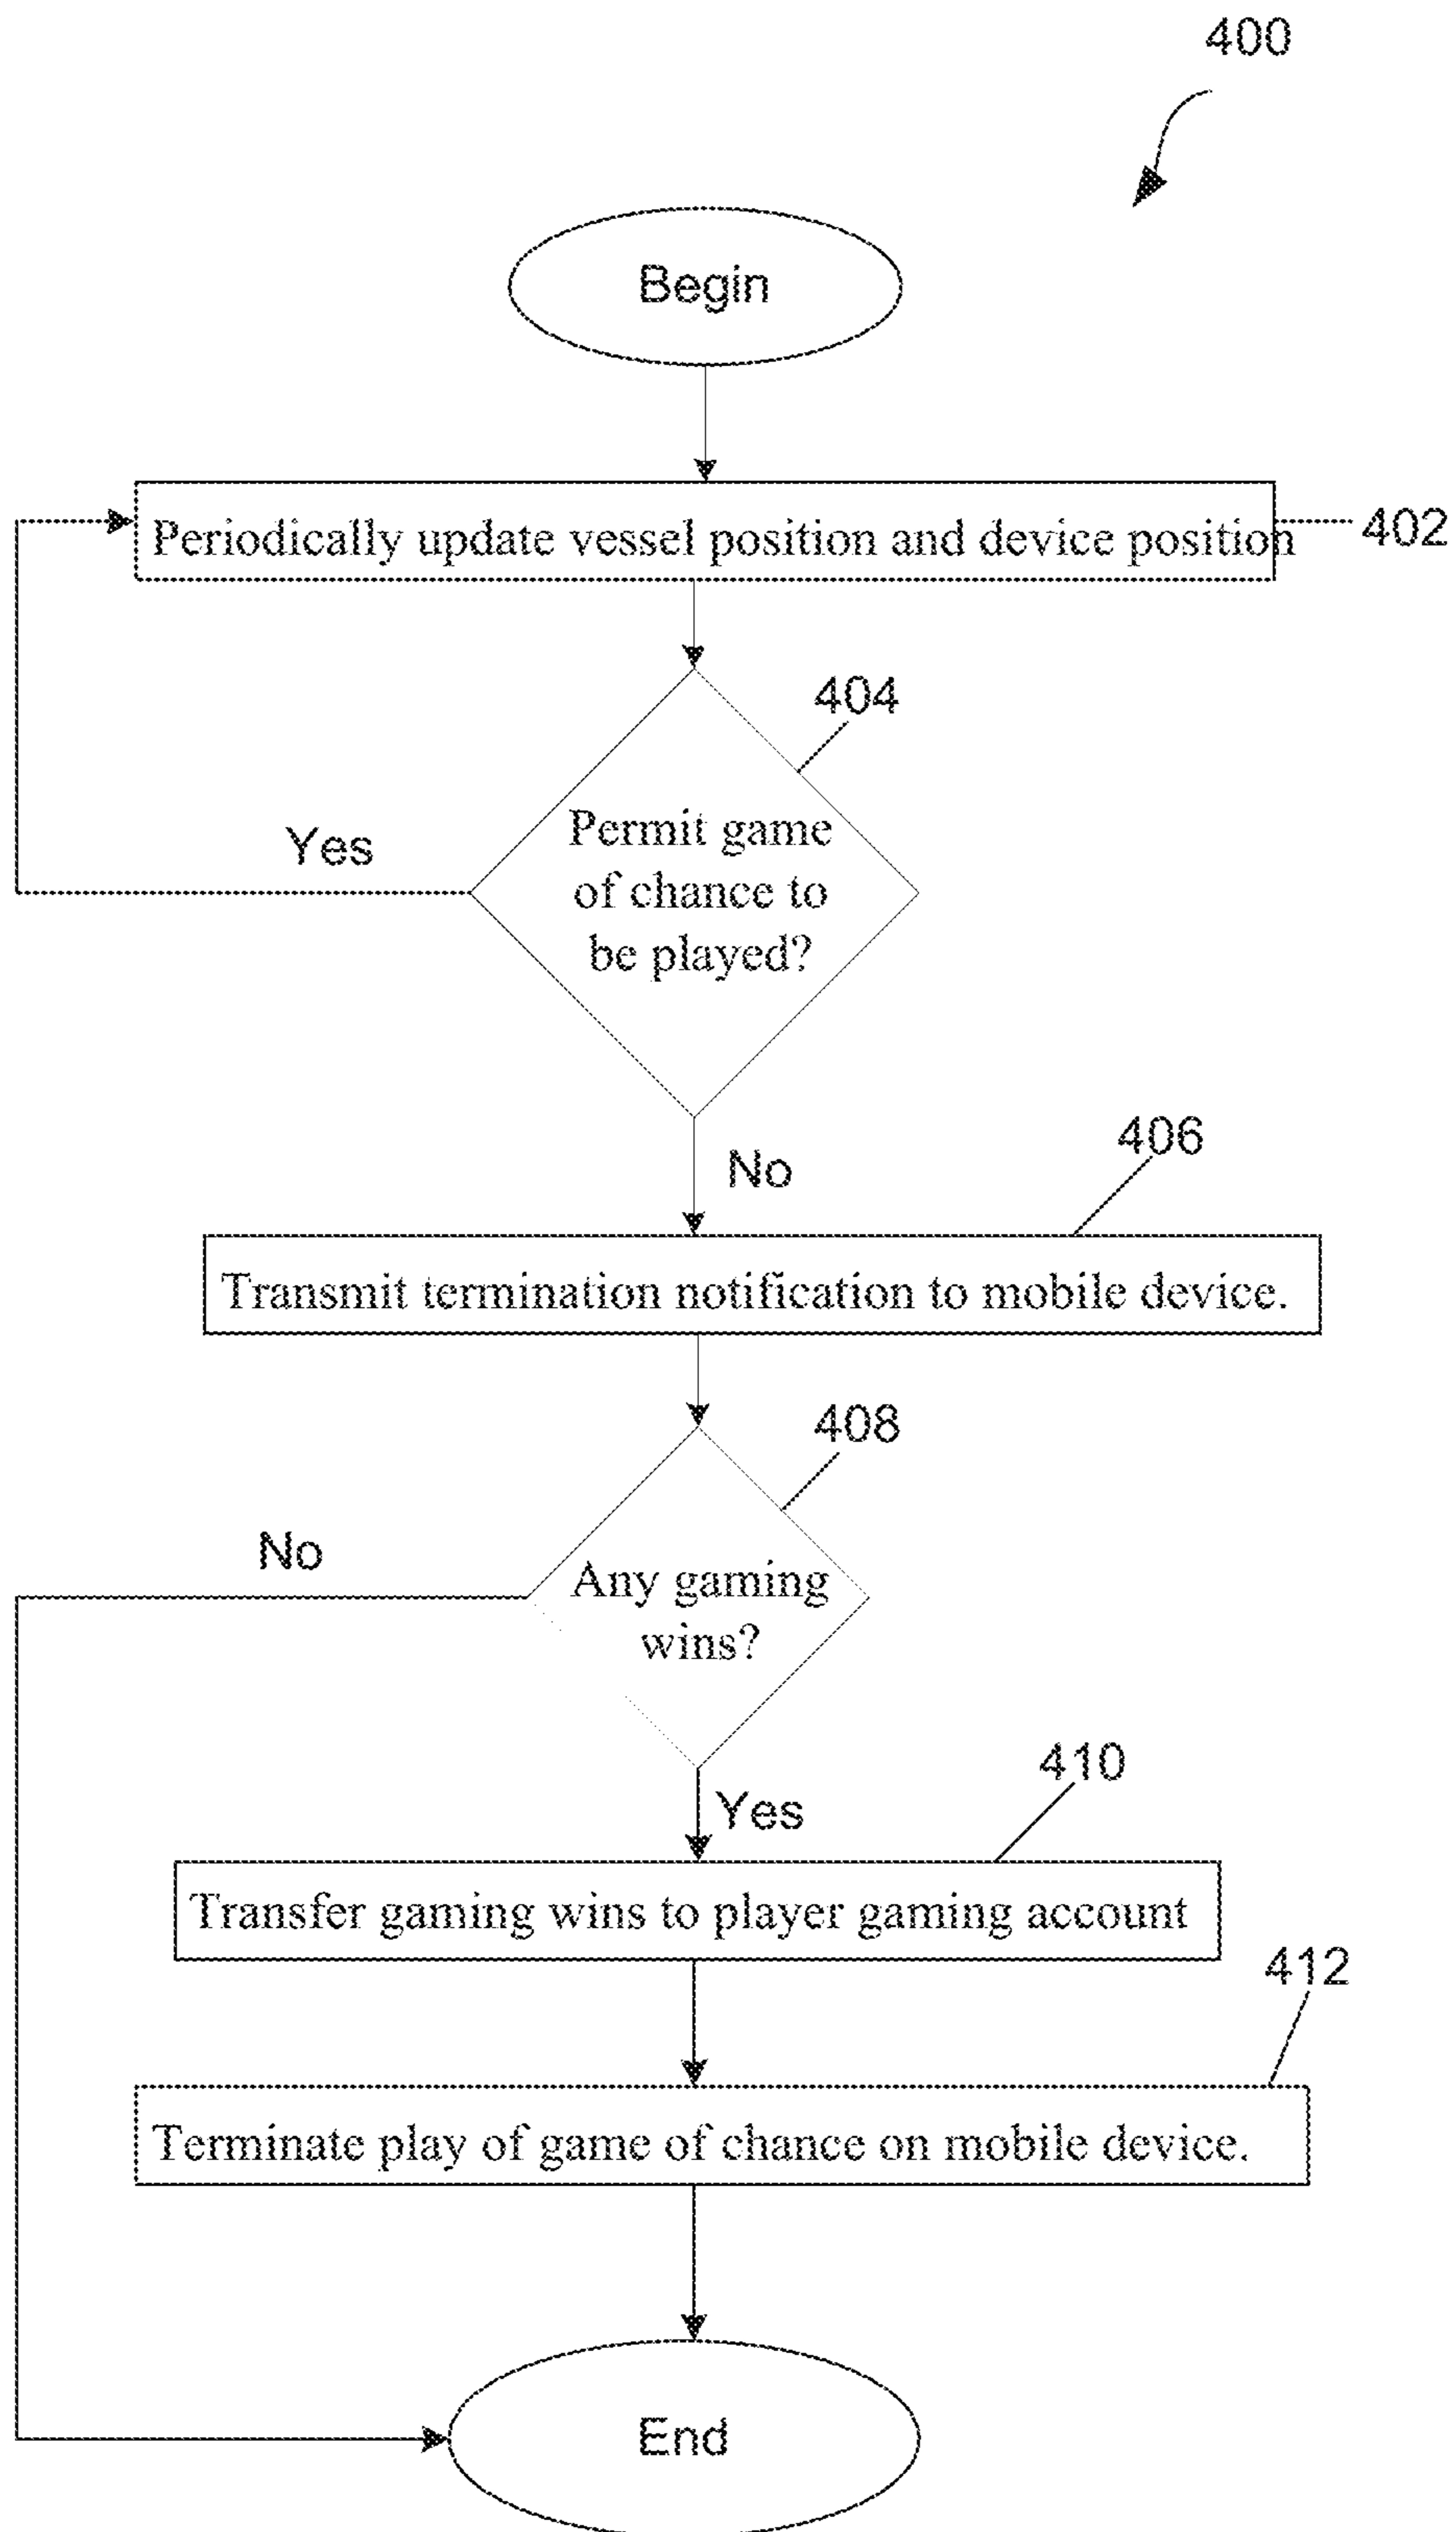 400
Begin
Periodically update vessel position and device position
402
404
Permit game
of chance to
be played?
Yes
No
406
Transmit termination notification to mobile device.
408
No
Any gaming
wins?
Yes
410
Transfer gaming wins to player gaming account
412
Terminate play of game of chance on mobile device.
End